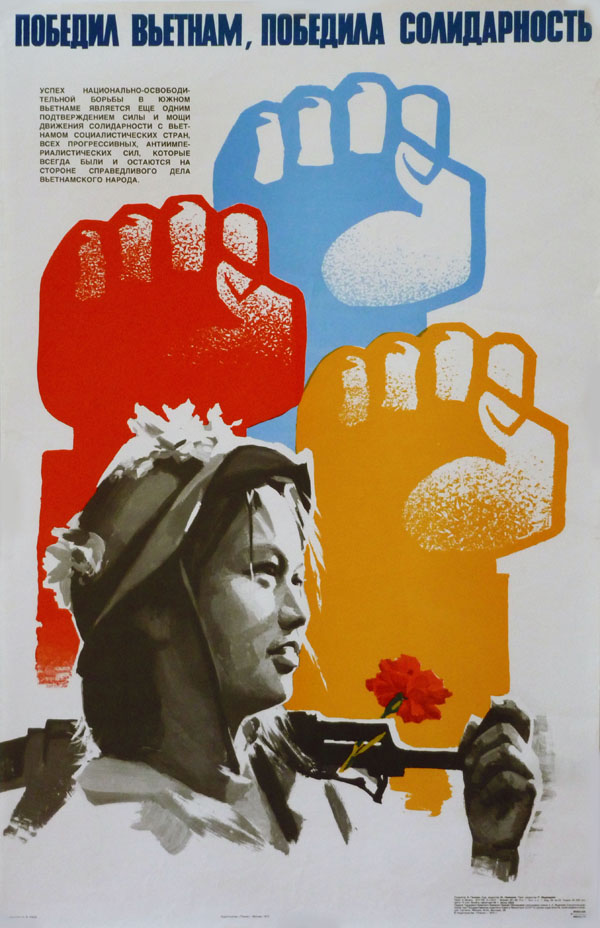 ПОБЕДИЛ ВЬЕТНАМ, ПОБЕДИЛА СОЛИДАРНОСТЬ
УСПЕХ НАЦИОНАЛЬНО-ОСВОБОДИ-
ТЕЛЬНОЙ БОРЬБЫ В ЮЖНОМ
ВЬЕТНАМЕ ЯВЛЯЕТСЯ ЕЩЕ ОДНИМ
ПОДТВЕРЖДЕНИЕМ СИЛЫ И МОЩИ
ДВИЖЕНИЯ СОЛИДАРНОСТИ С ВЬЕТ-
НАМОМ СОЦИАЛИСТИЧЕСКИХ СТРАН,
ВСЕХ ПРОГРЕССИВНЫХ, АНТИИМПЕ-
РИАЛИСТИЧЕСКИХ СИЛ, КОТОРЫЕ
ВСЕГДА БЫЛИ И ОСТАЮТСЯ НА
СТОРОНЕ СПРАВЕДЛИВОГО ДЕЛА
ВЬЕТНАМСКОГО НАРОДА.